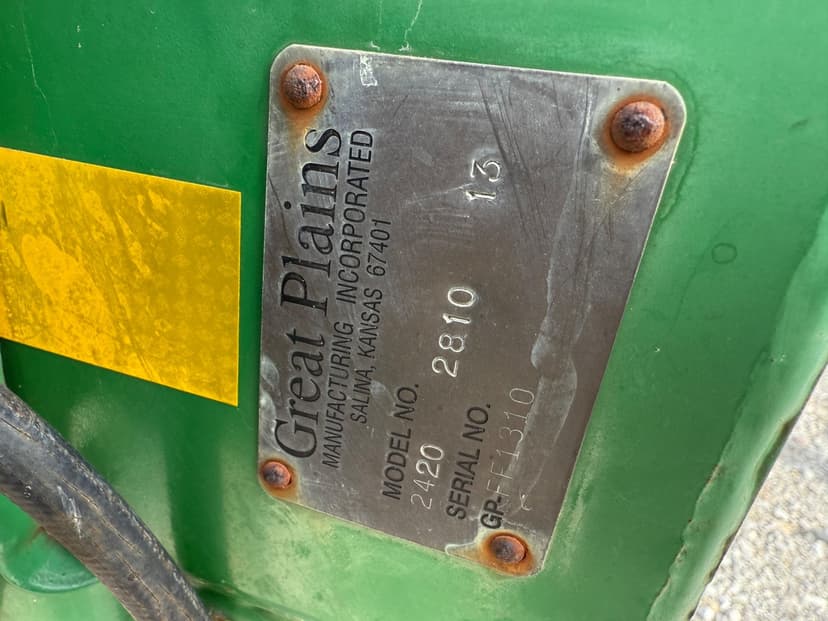 Great Plains
MANUFACTURING INCORPORATED
SALINA, KANSAS 67401
MODEL NO.
2420 2810 13
SERIAL NO.
GP-FF1310